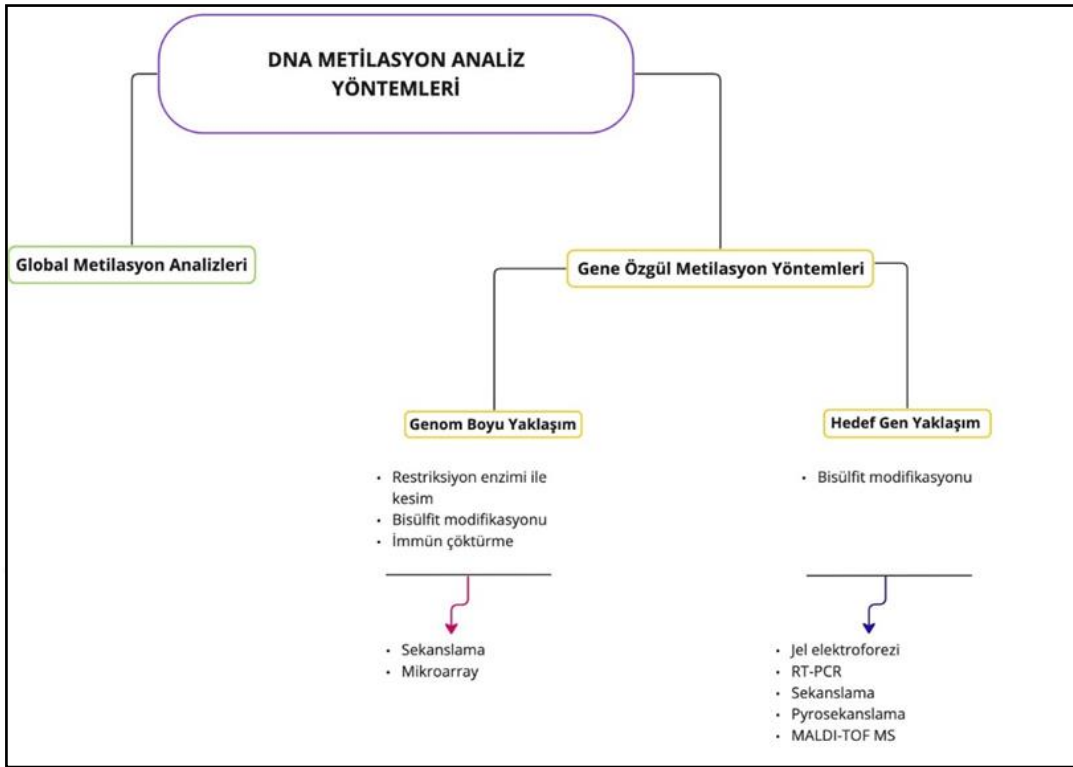 DNA METİLASYON ANALİZ
YÖNTEMLERİ
Global Metilasyon Analizleri
Gene Özgül Metilasyon Yöntemleri
Genom Boyu Yaklaşım
• Restriksiyon enzimi ile
kesim
• Bisülfit modifikasyonu
• İmmün çöktürme
• Sekanslama
• Mikroarray
Hedef Gen Yaklaşım
• Bisülfit modifikasyonu
• Jel elektroforezi
• RT-PCR
• Sekanslama
• Pyrosekanslama
• MALDI-TOF MS